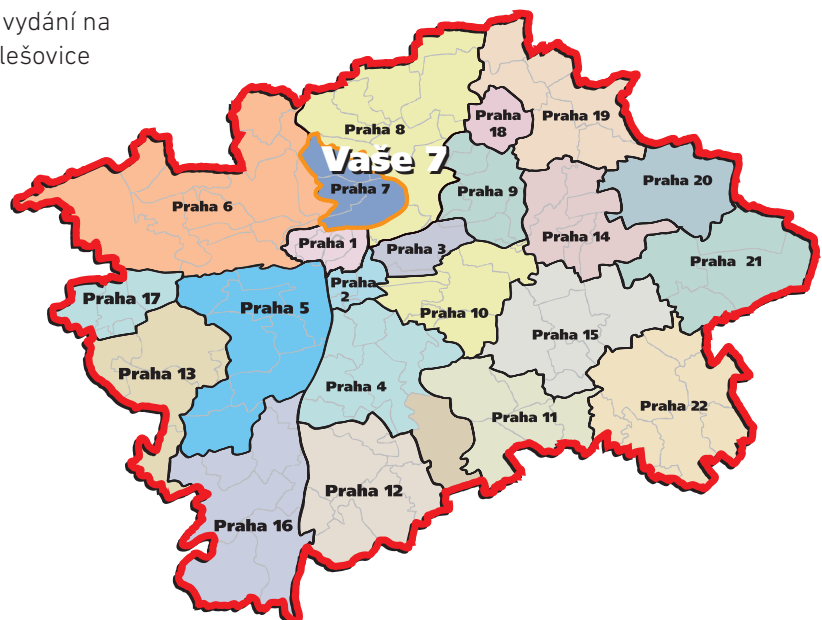 vydání na
lešovice
Praha 8
Praha 18
Praha 19
Vaše 7
Praha 7
Praha 9
Praha 20
Praha 6
Praha 1
Praha 3
Praha 14
Praha 21
Praha 17
Praha 2
Praha 5
Praha 10
Praha 15
Praha 13
Praha 4
Praha 11
Praha 22
Praha 12
Praha 16